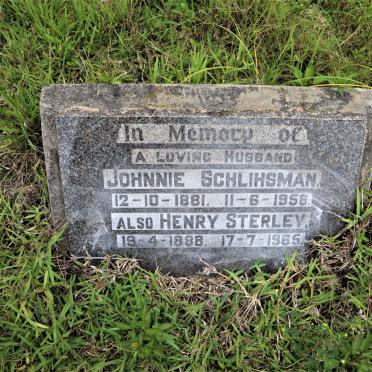 In Memory of
A Loving Husband
Johnnie Schlihsman
12-10-1881. 11-6-1956.
Also Henry Sterley
19-4-1888. 17-7-1965.